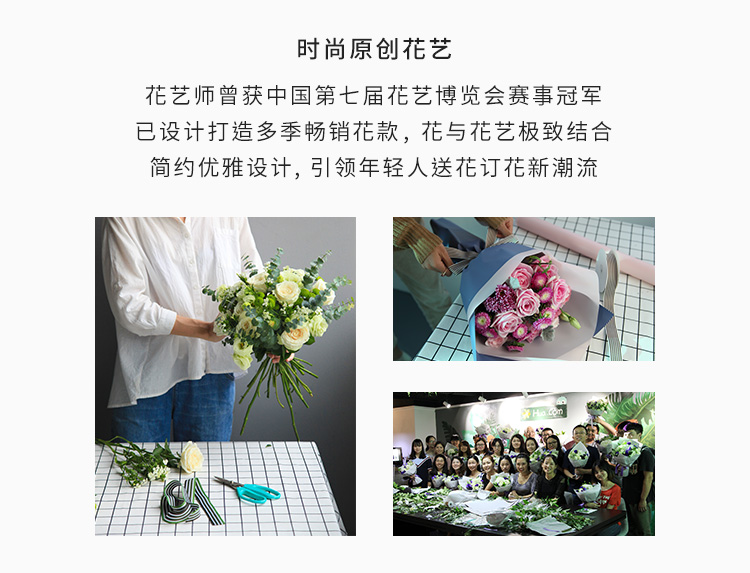 时尚原创花艺
花艺师曾获中国第七届花艺博览会赛事冠军
已设计打造多季畅销花款, 花与花艺极致结合
简约优雅设计, 引领年轻人送花订花新潮流